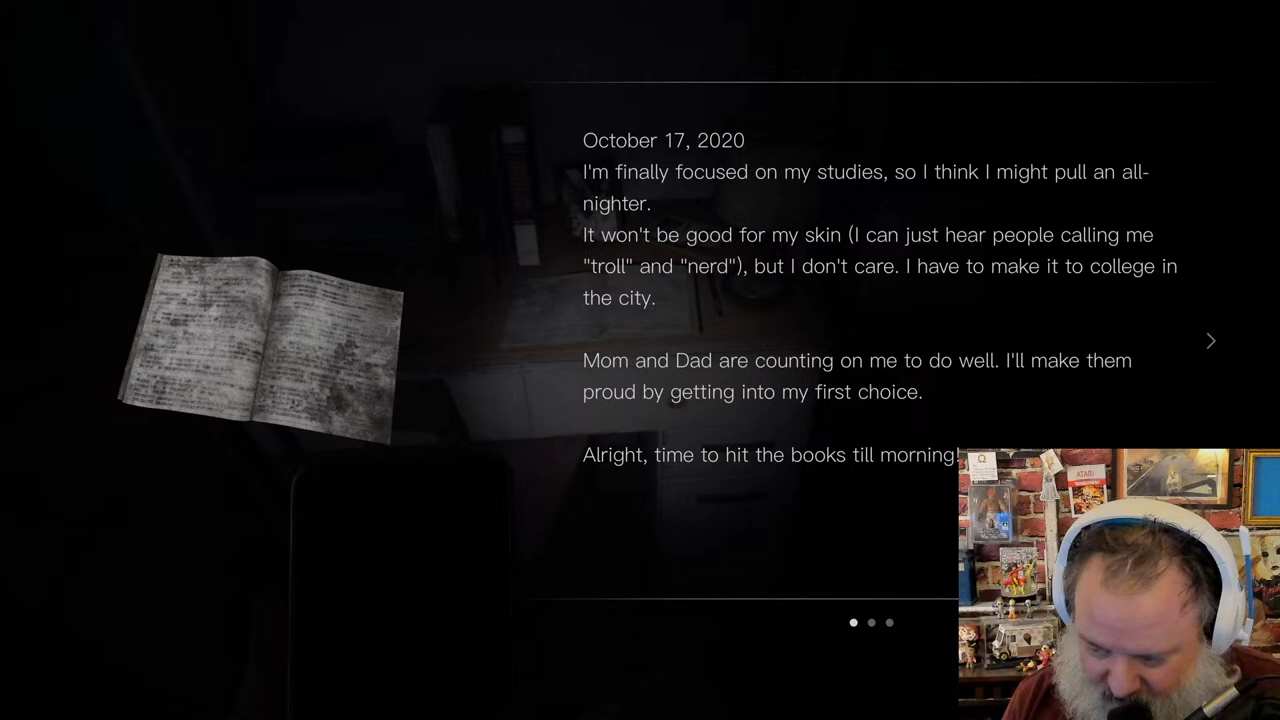 October 17, 2020
I'm finally focused on my studies, so I think I might pull an all-
nighter.
It won't be good for my skin (I can just hear people calling me
"troll" and "nerd"), but I don't care. I have to make it to college in
the city.
Mom and Dad are counting on me to do well. I'll make them
proud by getting into my first choice.
Alright, time to hit the books till morning!
ATARI